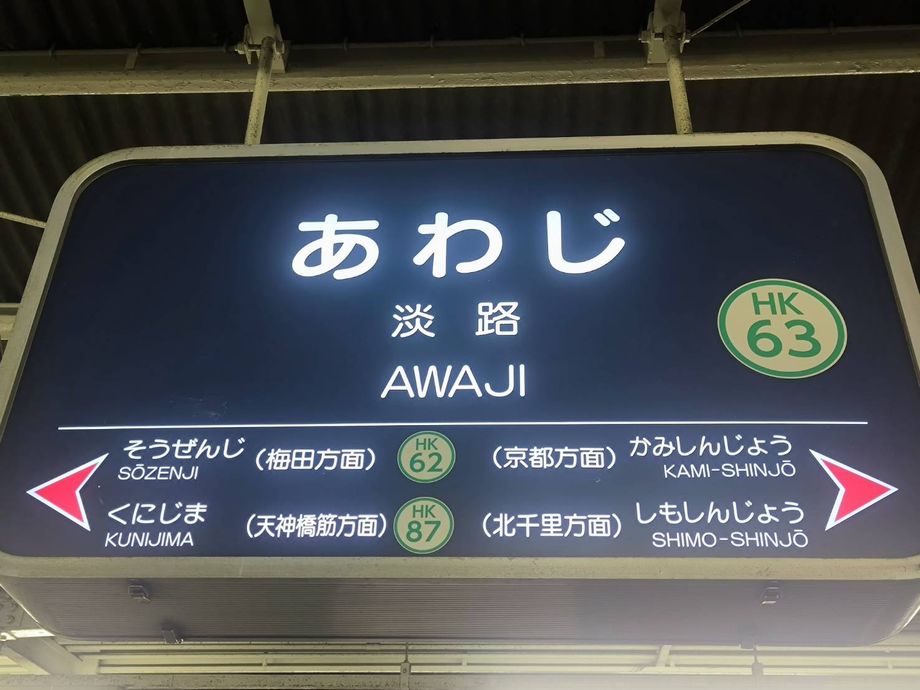 あわじ
淡路
AWAJI
HK
63
そうぜんじ (梅田方面) HK 62 (京都方面) かみしんじょう
SŌZENJI KAMI-SHINJŌ
くにじま (天神橋筋方面) HK 87 (北千里方面) しもしんじょう
KUNIJIMA SHIMO-SHINJŌ